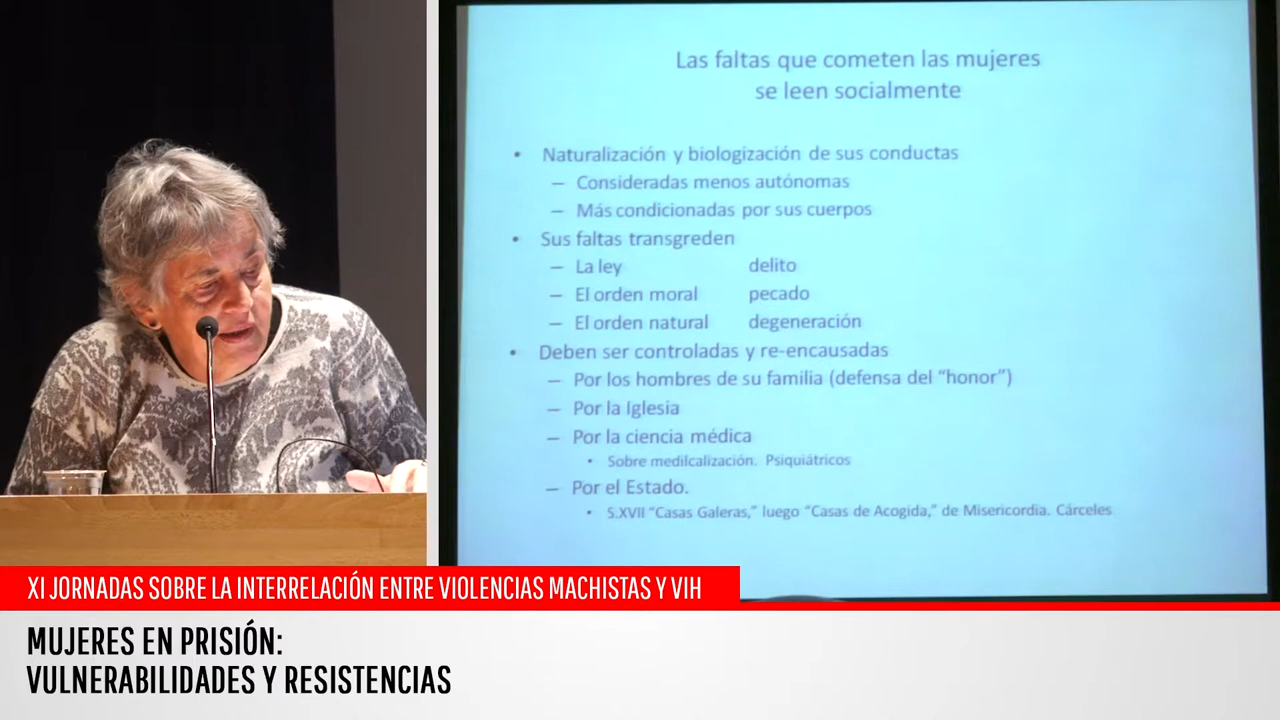 Las faltas que cometen las mujeres
se leen socialmente
• Naturalización y biologización de sus conductas
– Consideradas menos autónomas
– Más condicionadas por sus cuerpos
• Sus faltas transgreden
– La ley delito
– El orden moral pecado
– El orden natural degeneración
• Deben ser controladas y re-encausadas
– Por los hombres de su familia (defensa del “honor”)
– Por la Iglesia
– Por la ciencia médica
• Sobre medilcalización. Psiquiátricos
– Por el Estado.
• S.XVII “Casas Galeras,” luego “Casas de Acogida,” de Misericordia. Cárceles
XI JORNADAS SOBRE LA INTERRELACIÓN ENTRE VIOLENCIAS MACHISTAS Y VIH
MUJERES EN PRISIÓN:
VULNERABILIDADES Y RESISTENCIAS